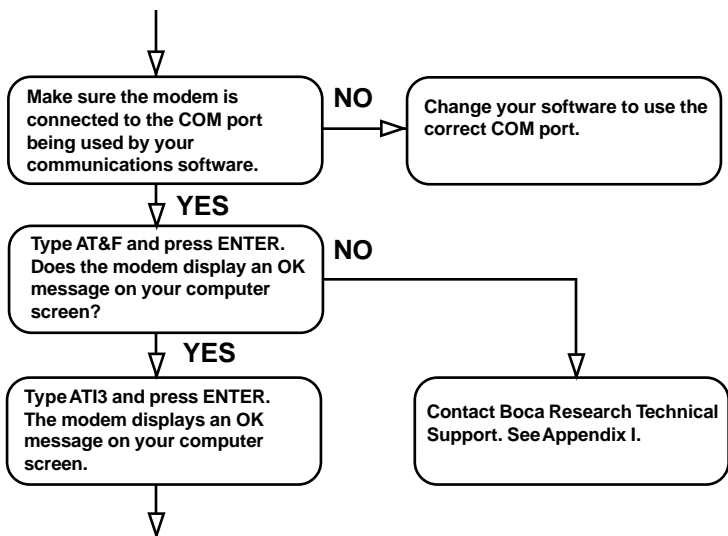 Make sure the modem is
connected to the COM port
being used by your
communications software.
NO
Change your software to use the
correct COM port.
YES
Type AT&F and press ENTER.
Does the modem display an OK
message on your computer
screen?
NO
YES
Type ATI3 and press ENTER.
The modem displays an OK
message on your computer
screen.
Contact Boca Research Technical
Support. See Appendix I.